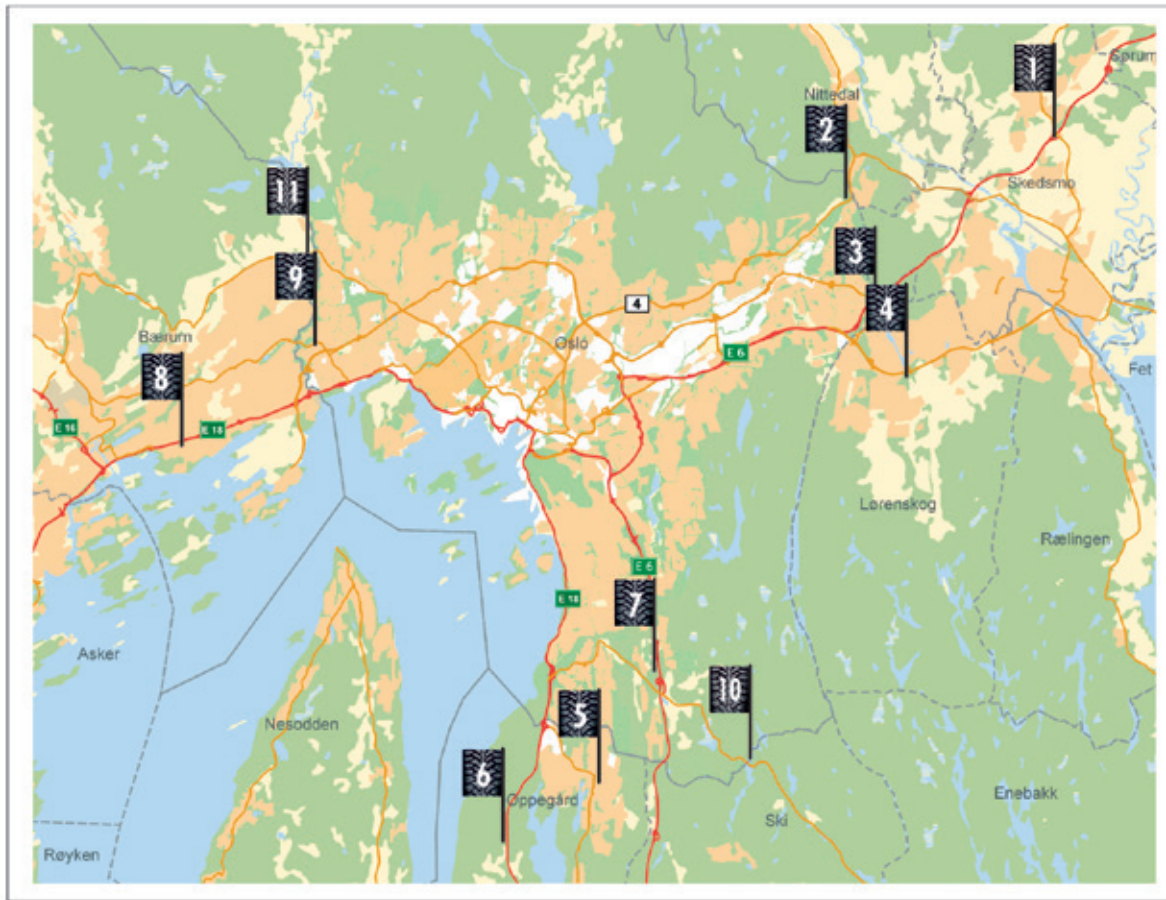 1
Sørum
Nittedal
2
Skedsmo
11
3
9
4
4
Bærum
Oslo
E 6
8
Fet
E 16
E 18
Lørenskog
Rælingen
E 6
E 18
7
Asker
10
Nesodden
5
6
Oppegård
Enebakk
Ski
Røyken